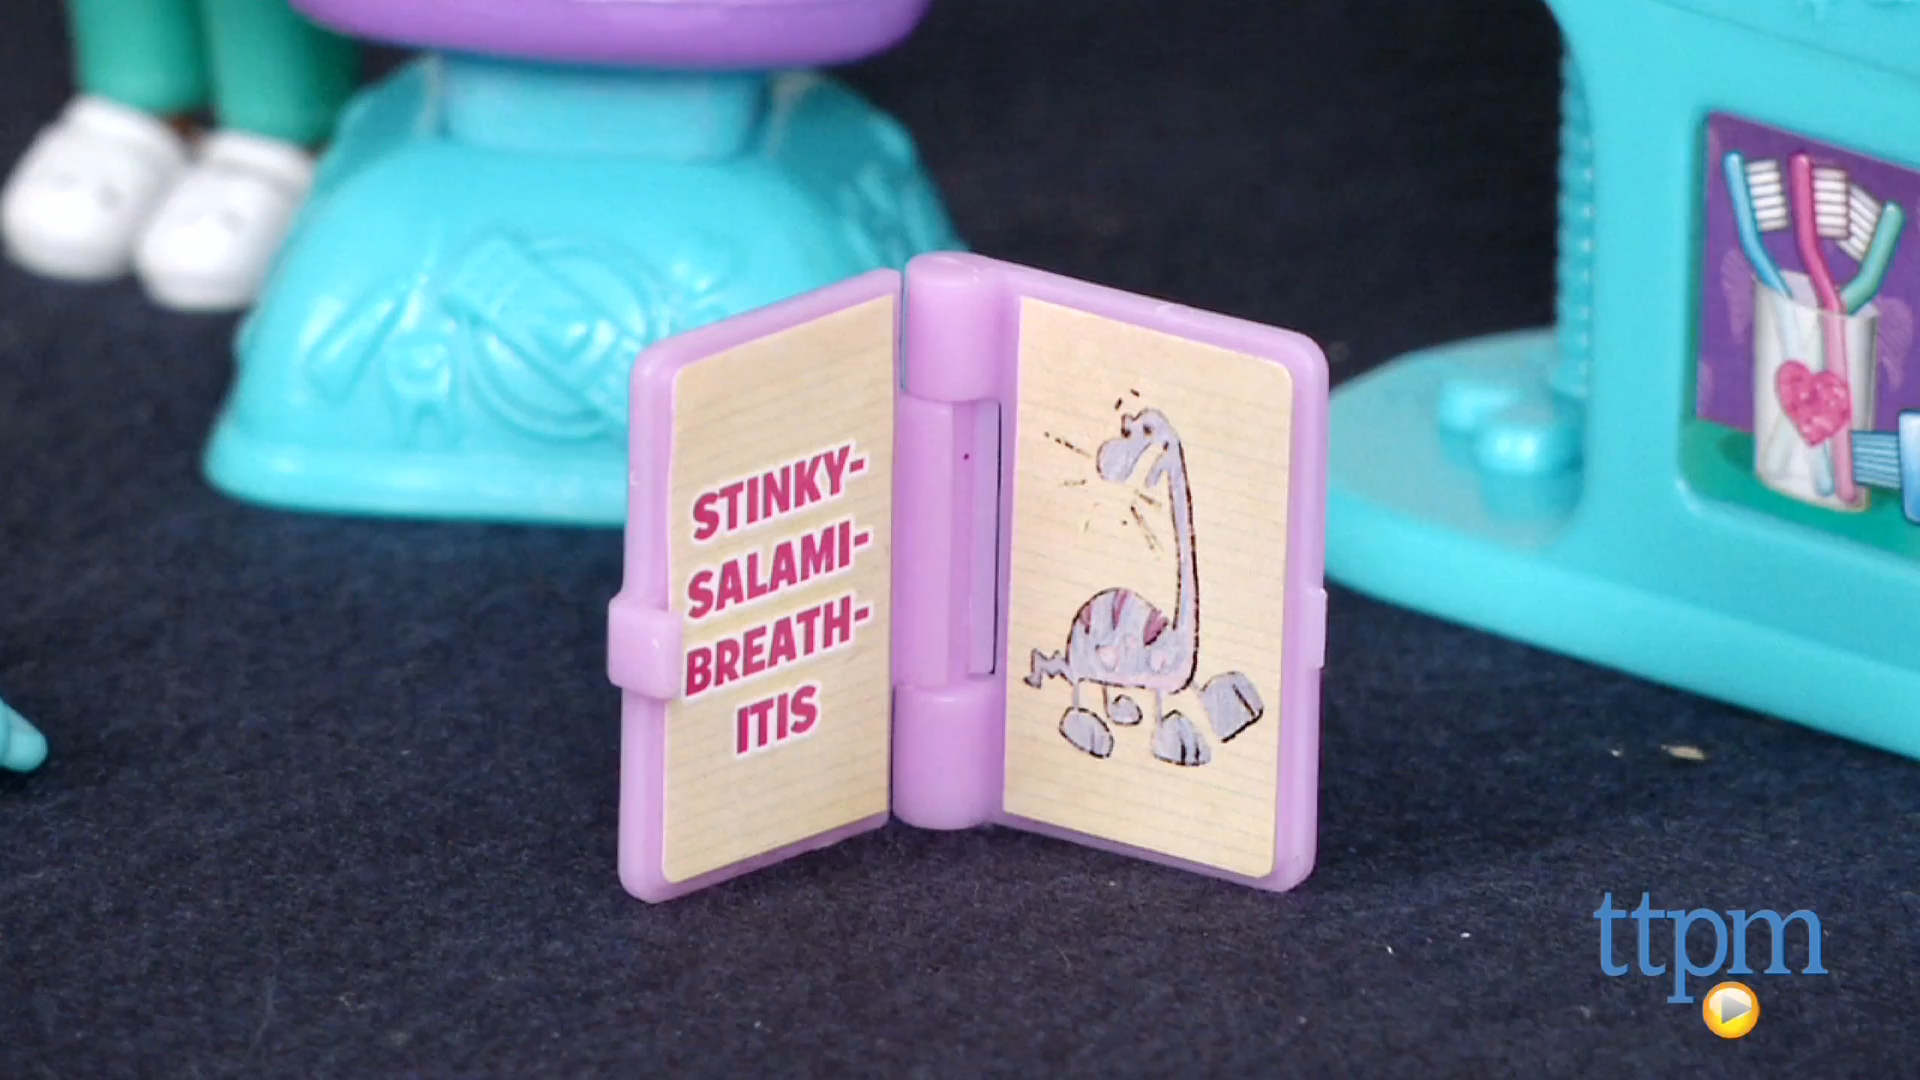 STINKY-
SALAMI-
BREATH-
ITIS
ttpm